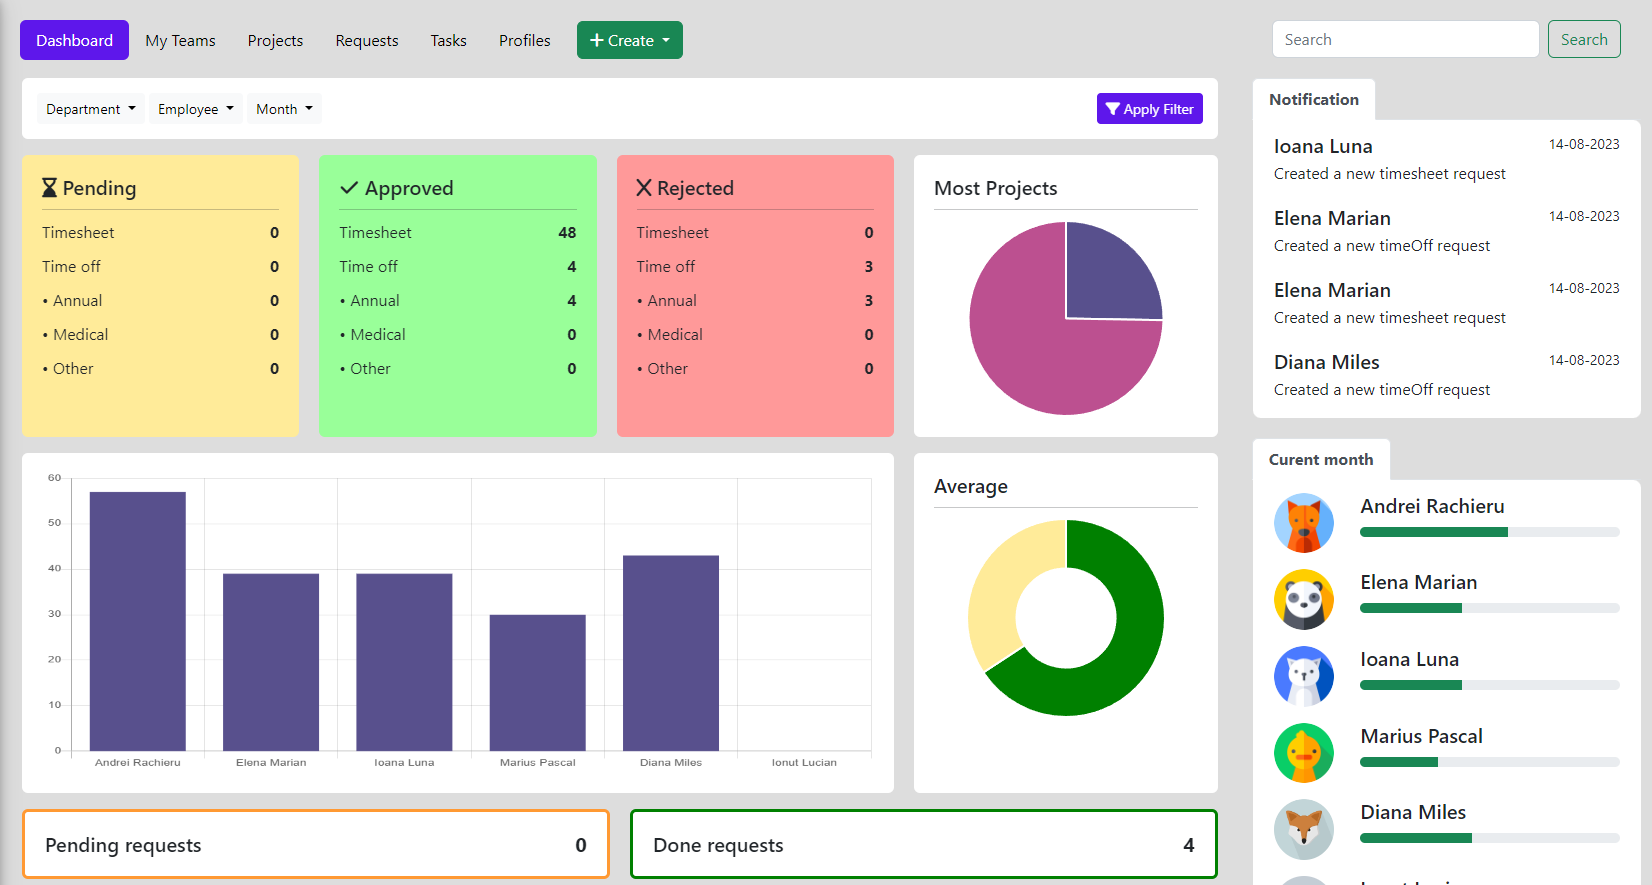 Dashboard My Teams Projects Requests Tasks Profiles Create Search Search
Department Employee Month Apply Filter
Pending
Timesheet 0
Time off 0
• Annual 0
• Medical 0
• Other 0
Approved
Timesheet 48
Time off 4
• Annual 4
• Medical 0
• Other 0
Rejected
Timesheet 0
Time off 3
• Annual 3
• Medical 0
• Other 0
Most Projects
60
50
40
30
20
10
0
Andrei Rachieru Elena Marian Ioana Luna Marius Pascal Diana Miles Ionut Lucian
Average
Pending requests 0
Done requests 4
Notification
Ioana Luna 14-08-2023
Created a new timesheet request
Elena Marian 14-08-2023
Created a new timeOff request
Elena Marian 14-08-2023
Created a new timesheet request
Diana Miles 14-08-2023
Created a new timeOff request
Curent month
Andrei Rachieru
Elena Marian
Ioana Luna
Marius Pascal
Diana Miles